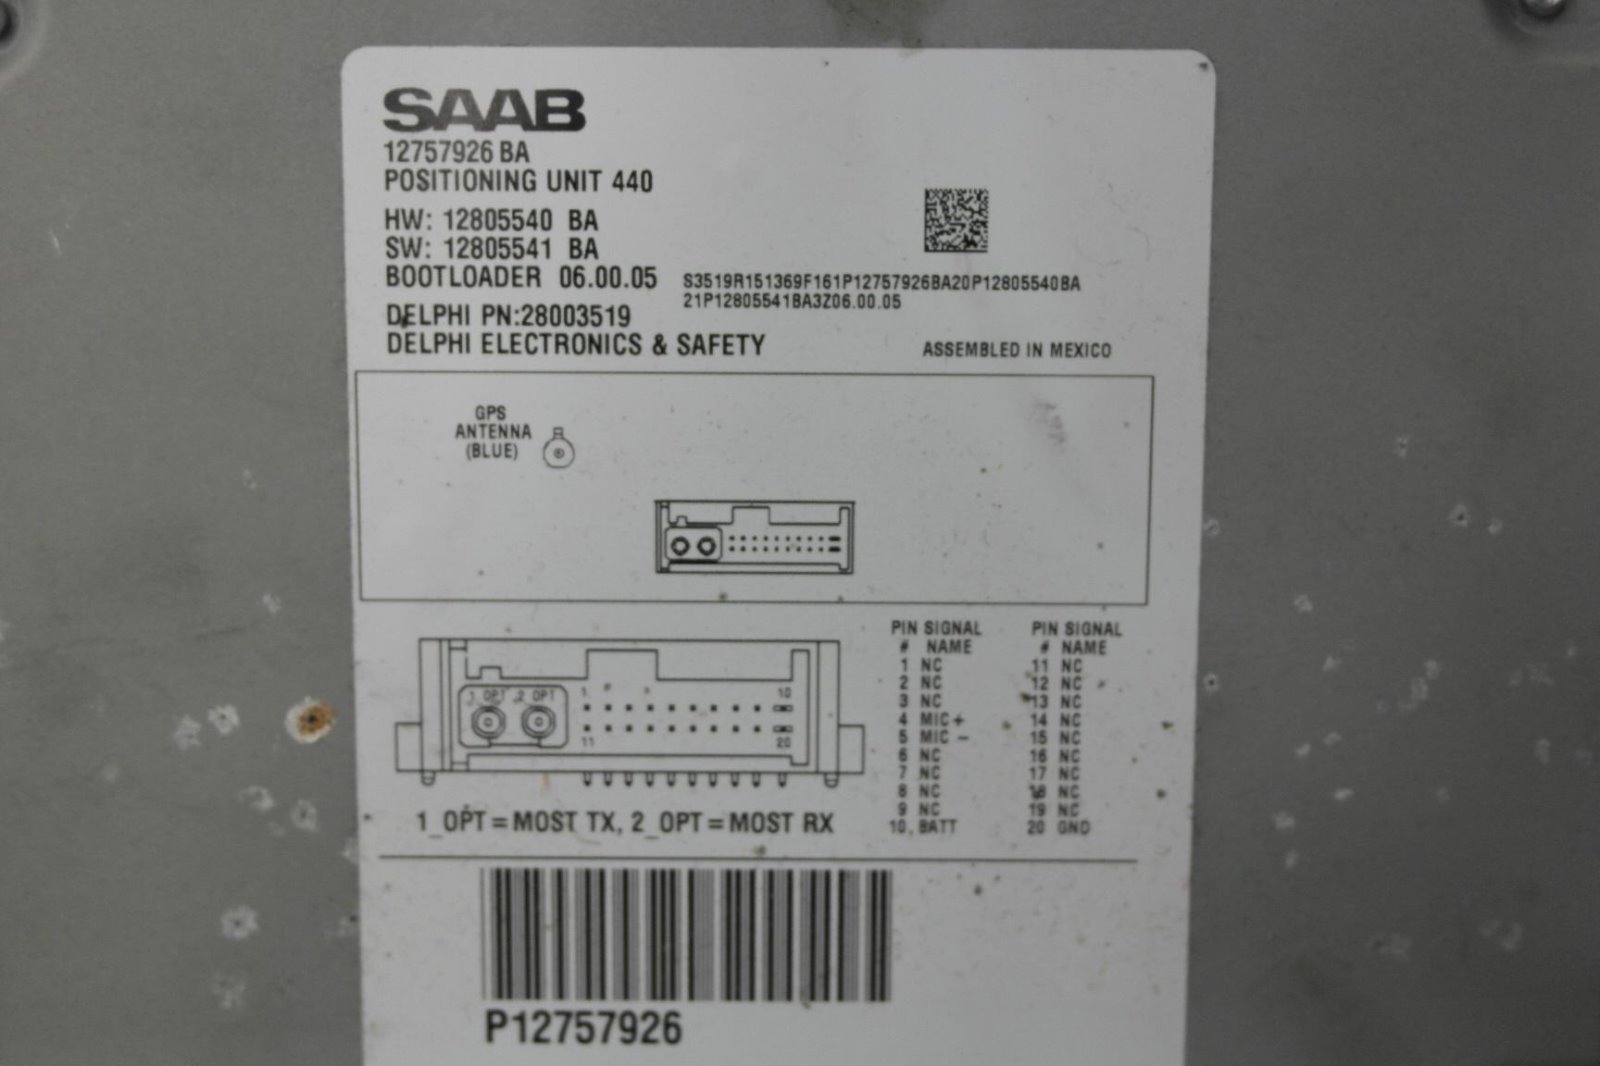 SAAB
12757926 BA
POSITIONING UNIT 440
HW: 12805540 BA
SW: 12805541 BA
BOOTLOADER 06.00.05
S3519R151369F161P12757926BA20P12805540BA
21P12805541BA3Z06.00.05
DELPHI PN:28003519
DELPHI ELECTRONICS & SAFETY
ASSEMBLED IN MEXICO
GPS
ANTENNA
(BLUE)
1_OPT 2_OPT 1 10
11 20
PIN SIGNAL PIN SIGNAL
# NAME # NAME
1 NC 11 NC
2 NC 12 NC
3 NC 13 NC
4 MIC+ 14 NC
5 MIC - 15 NC
6 NC 16 NC
7 NC 17 NC
8 NC 18 NC
9 NC 19 NC
10 BATT 20 GND
1_OPT = MOST TX, 2_OPT = MOST RX
P12757926